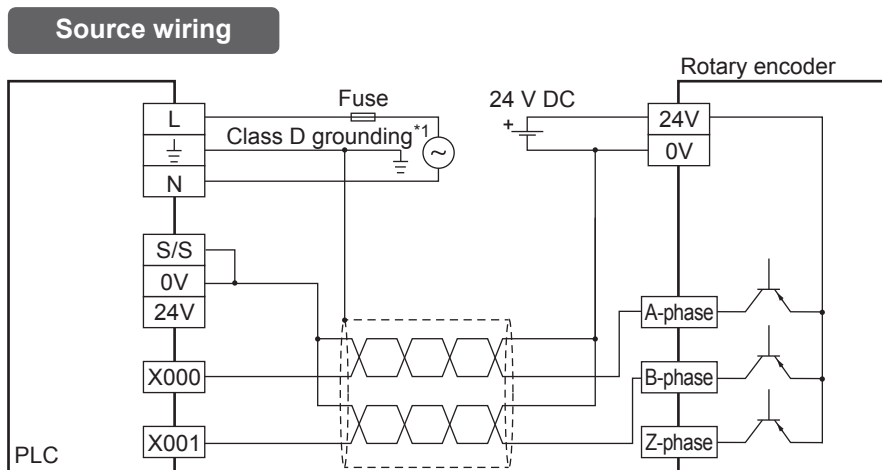 Source wiring
Rotary encoder
Fuse
24 V DC
L
24V
+
Class D grounding*1
~
0V
N
S/S
0V
24V
A-phase
X000
B-phase
X001
Z-phase
PLC